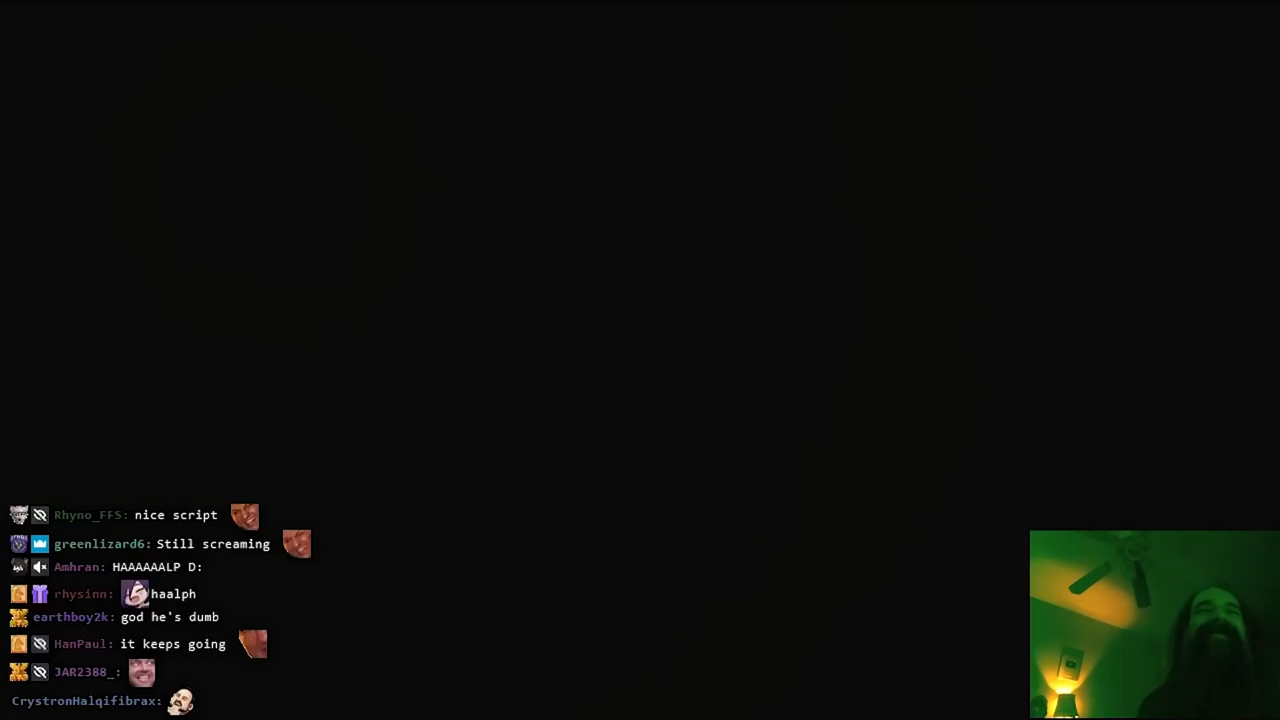 Rhyno_FFS: nice script
greenlizard6: Still screaming
Amhran: HAAAAAALP D:
rhysinn: haalph
earthboy2k: god he's dumb
HanPaul: it keeps going
JAR2388_:
CrystronHalqifibrax: